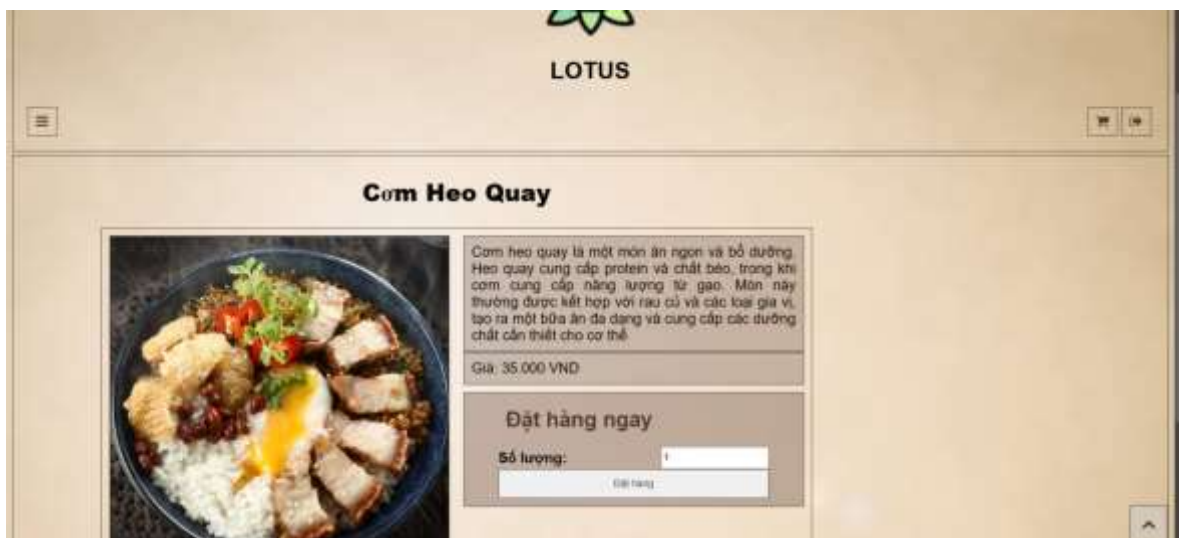 LOTUS
Cơm Heo Quay
Cơm heo quay là một món ăn ngon và bổ dưỡng.
Heo quay cung cấp protein và chất béo, trong khi
cơm cung cấp năng lượng từ gạo. Món này
thường được kết hợp với rau củ và các loại gia vị,
tạo ra một bữa ăn đa dạng và cung cấp các dưỡng
chất cần thiết cho cơ thể
Giá: 35.000 VND
Đặt hàng ngay
Số lượng:
1
Đặt hàng